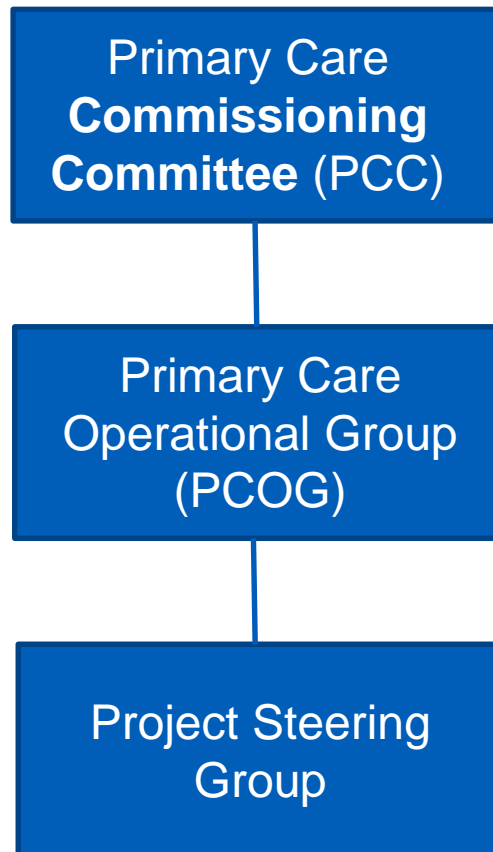 Primary Care
Commissioning
Committee (PCC)
Primary Care
Operational Group
(PCOG)
Project Steering
Group